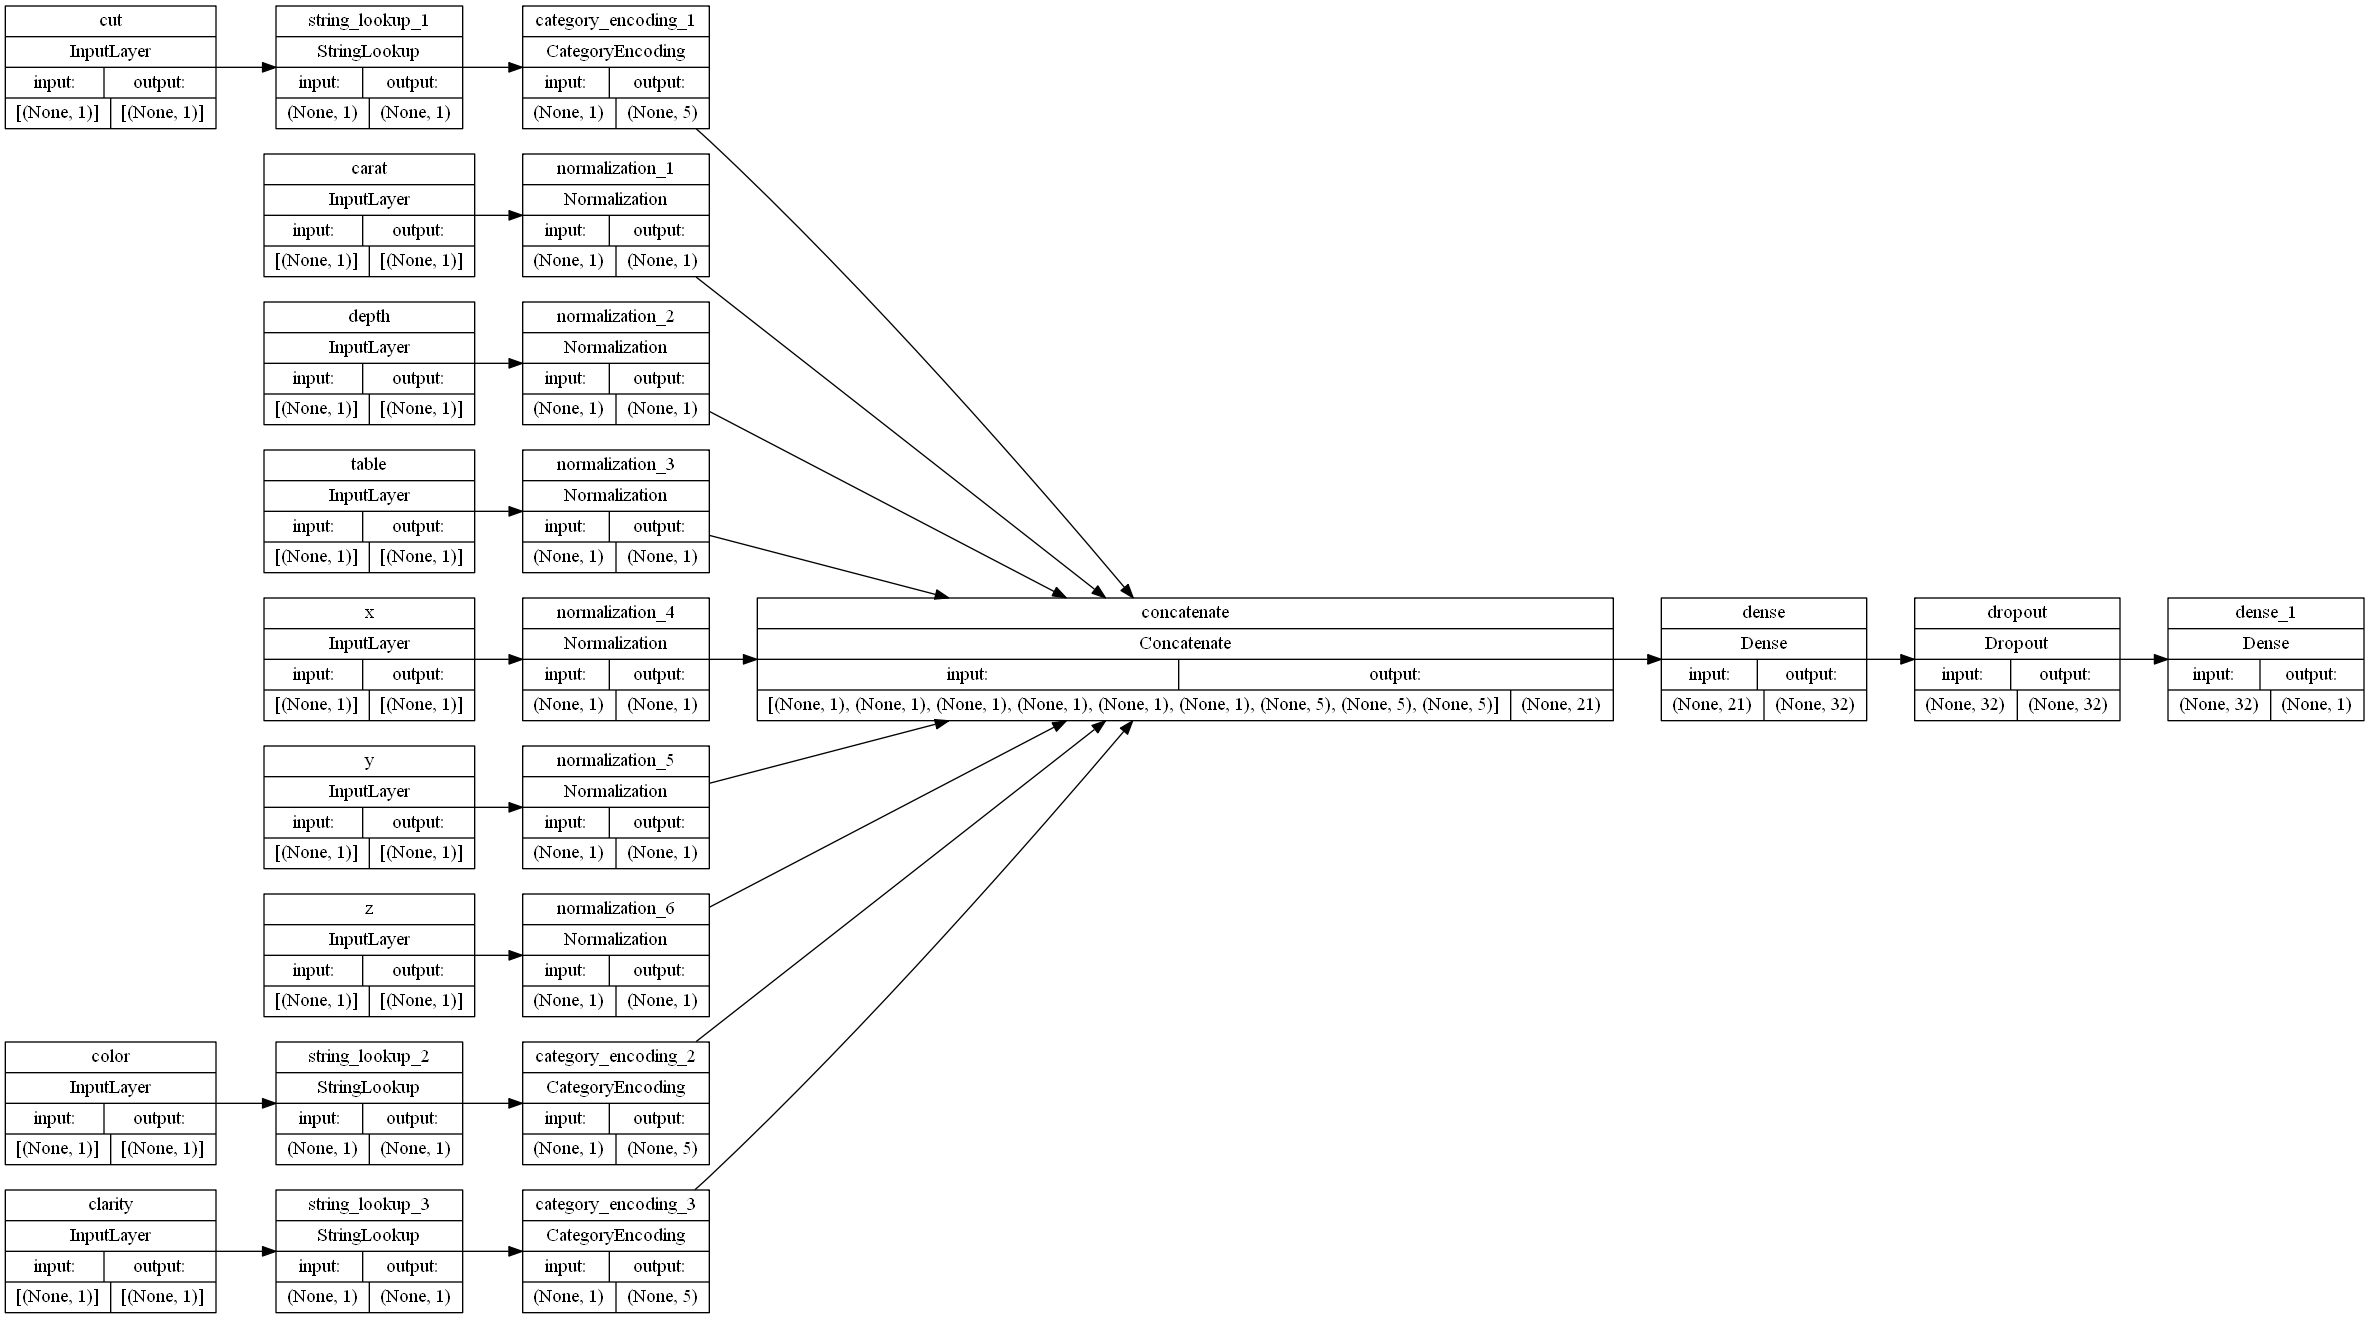 cut
InputLayer
input: output:
[(None, 1)] [(None, 1)]
string_lookup_1
StringLookup
input: output:
(None, 1) (None, 1)
category_encoding_1
CategoryEncoding
input: output:
(None, 1) (None, 5)
carat
InputLayer
input: output:
[(None, 1)] [(None, 1)]
normalization_1
Normalization
input: output:
(None, 1) (None, 1)
depth
InputLayer
input: output:
[(None, 1)] [(None, 1)]
normalization_2
Normalization
input: output:
(None, 1) (None, 1)
table
InputLayer
input: output:
[(None, 1)] [(None, 1)]
normalization_3
Normalization
input: output:
(None, 1) (None, 1)
x
InputLayer
input: output:
[(None, 1)] [(None, 1)]
normalization_4
Normalization
input: output:
(None, 1) (None, 1)
concatenate
Concatenate
input: output:
[(None, 1), (None, 1), (None, 1), (None, 1), (None, 1), (None, 1), (None, 5), (None, 5), (None, 5)] (None, 21)
dense
Dense
input: output:
(None, 21) (None, 32)
dropout
Dropout
input: output:
(None, 32) (None, 32)
dense_1
Dense
input: output:
(None, 32) (None, 1)
y
InputLayer
input: output:
[(None, 1)] [(None, 1)]
normalization_5
Normalization
input: output:
(None, 1) (None, 1)
z
InputLayer
input: output:
[(None, 1)] [(None, 1)]
normalization_6
Normalization
input: output:
(None, 1) (None, 1)
color
InputLayer
input: output:
[(None, 1)] [(None, 1)]
string_lookup_2
StringLookup
input: output:
(None, 1) (None, 1)
category_encoding_2
CategoryEncoding
input: output:
(None, 1) (None, 5)
clarity
InputLayer
input: output:
[(None, 1)] [(None, 1)]
string_lookup_3
StringLookup
input: output:
(None, 1) (None, 1)
category_encoding_3
CategoryEncoding
input: output:
(None, 1) (None, 5)